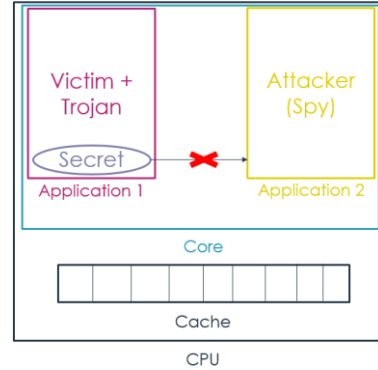 Victim +
Trojan
Secret
Application 1
Attacker
(Spy)
Application 2
Core
Cache
CPU